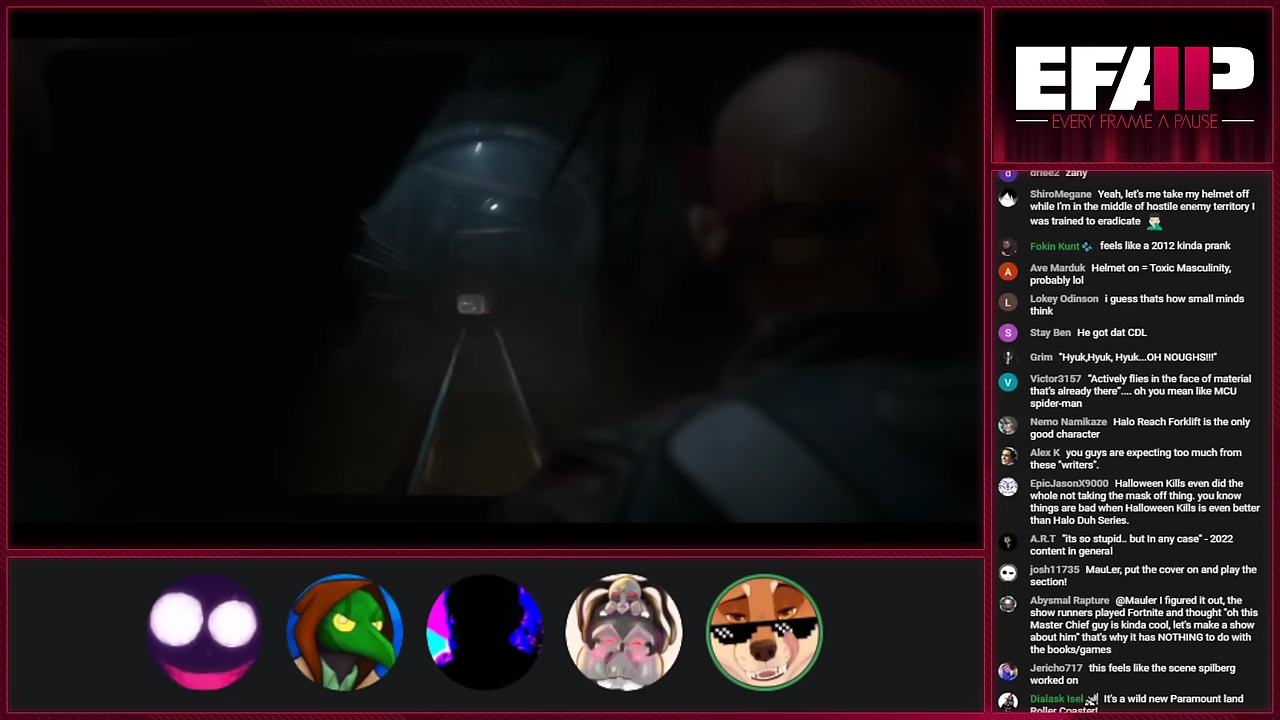 EFAP
EVERY FRAME A PAUSE
d
driee2 zany
ShiroMegane Yeah, let's me take my helmet off
while I'm in the middle of hostile enemy territory I
was trained to eradicate
Fokin Kunt feels like a 2012 kinda prank
A
Ave Marduk Helmet on = Toxic Masculinity,
probably lol
L
Lokey Odinson i guess thats how small minds
think
S
Stay Ben He got dat CDL
Grim "Hyuk,Hyuk, Hyuk...OH NOUGHS!!!"
V
Victor3157 "Actively flies in the face of material
that's already there".... oh you mean like MCU
spider-man
Nemo Namikaze Halo Reach Forklift is the only
good character
Alex K you guys are expecting too much from
these "writers".
EpicJasonX9000 Halloween Kills even did the
whole not taking the mask off thing. you know
things are bad when Halloween Kills is even better
than Halo Duh Series.
A.R.T "its so stupid.. but In any case" - 2022
content in general
josh11735 MauLer, put the cover on and play the
section!
Abysmal Rapture @Mauler I figured it out, the
show runners played Fortnite and thought "oh this
Master Chief guy is kinda cool, let's make a show
about him" that's why it has NOTHING to do with
the books/games
Jericho717 this feels like the scene spilberg
worked on
Dialask Isel It's a wild new Paramount land
Roller Coaster!